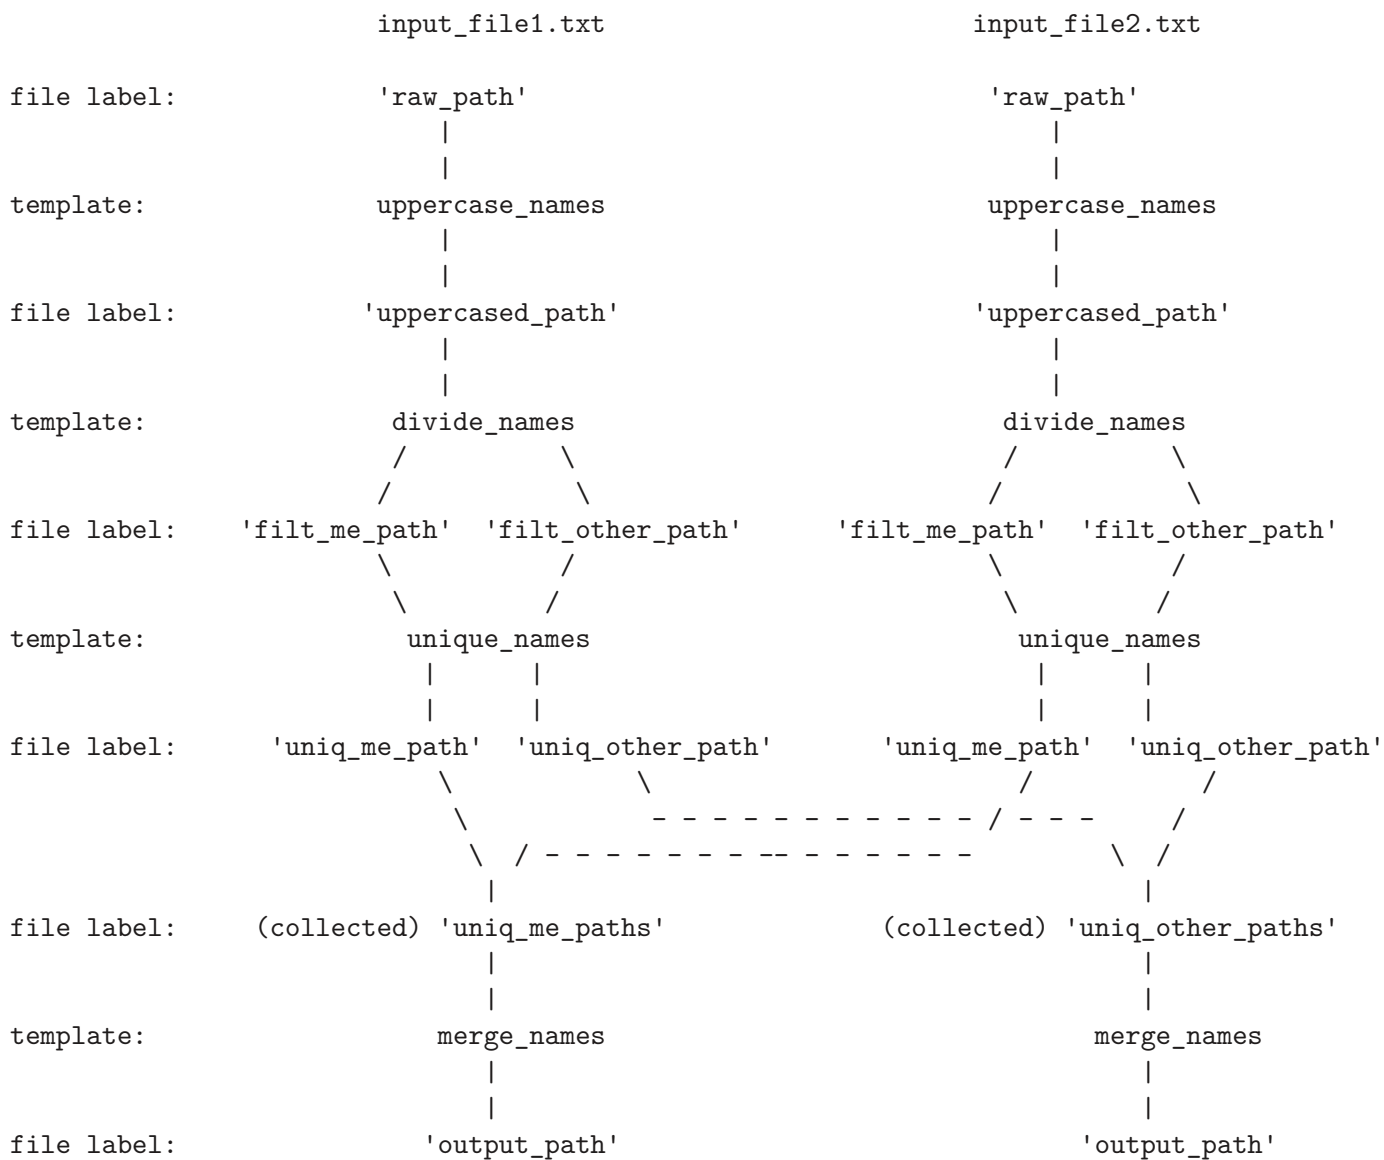 input_file1.txt input_file2.txt
file label: 'raw_path' 'raw_path'
| |
| |
template: uppercase_names uppercase_names
| |
| |
file label: 'uppercased_path' 'uppercased_path'
| |
| |
template: divide_names divide_names
/ \ / \
/ \ / \
file label: 'filt_me_path' 'filt_other_path' 'filt_me_path' 'filt_other_path'
\ / \ /
\ / \ /
template: unique_names unique_names
| | | |
| | | |
file label: 'uniq_me_path' 'uniq_other_path' 'uniq_me_path' 'uniq_other_path'
\ \ / /
\ - - - - - - - - - - - / - - - /
\ / - - - - - - - -- - - - - - - \ /
| |
file label: (collected) 'uniq_me_paths' (collected) 'uniq_other_paths'
| |
| |
template: merge_names merge_names
| |
| |
file label: 'output_path' 'output_path'